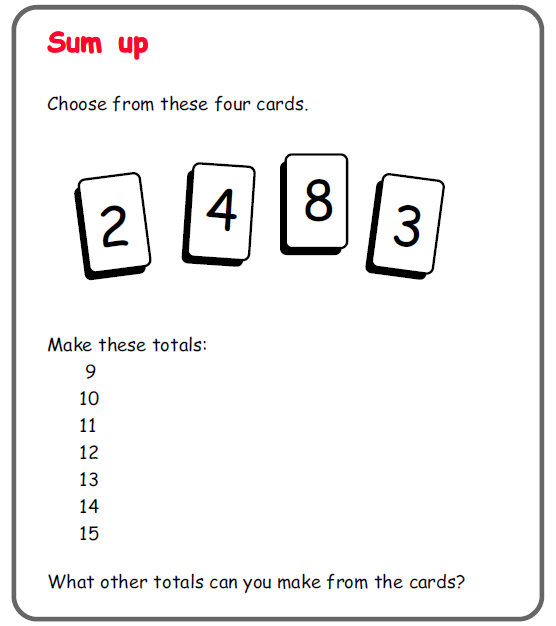 Sum up
Choose from these four cards.
2 4 8 3
Make these totals:
9
10
11
12
13
14
15
What other totals can you make from the cards?